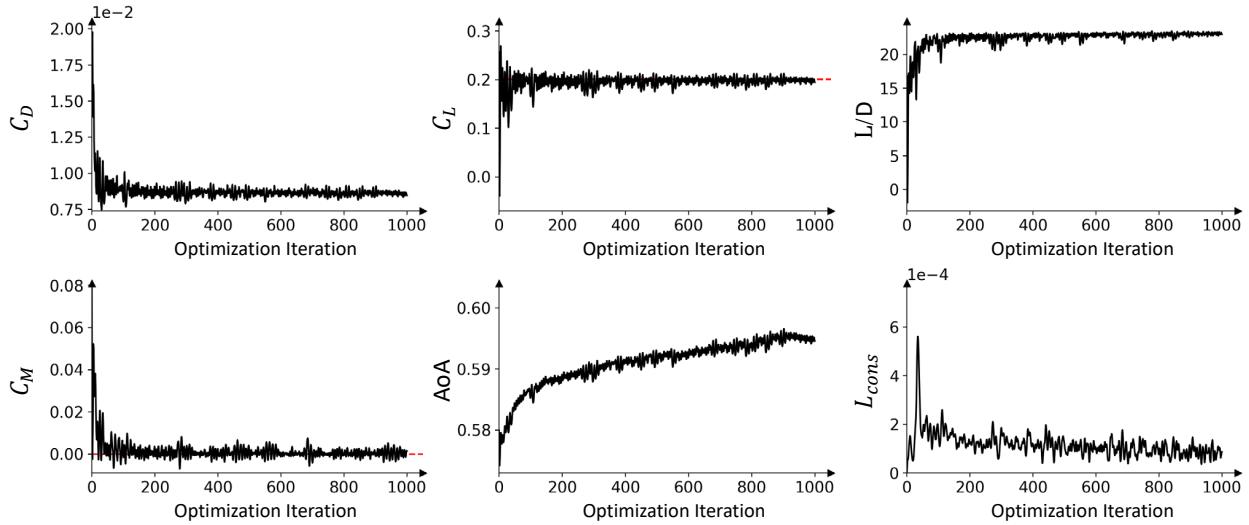 1e−2
2.00
1.75
1.50
1.25
1.00
0.75
C_D
0 200 400 600 800 1000
Optimization Iteration
0.3
0.2
0.1
0.0
C_L
0 200 400 600 800 1000
Optimization Iteration
20
15
10
5
0
L/D
0 200 400 600 800 1000
Optimization Iteration
0.08
0.06
0.04
0.02
0.00
C_M
0 200 400 600 800 1000
Optimization Iteration
0.60
0.59
0.58
AoA
0 200 400 600 800 1000
Optimization Iteration
1e−4
6
4
2
0
L_cons
0 200 400 600 800 1000
Optimization Iteration